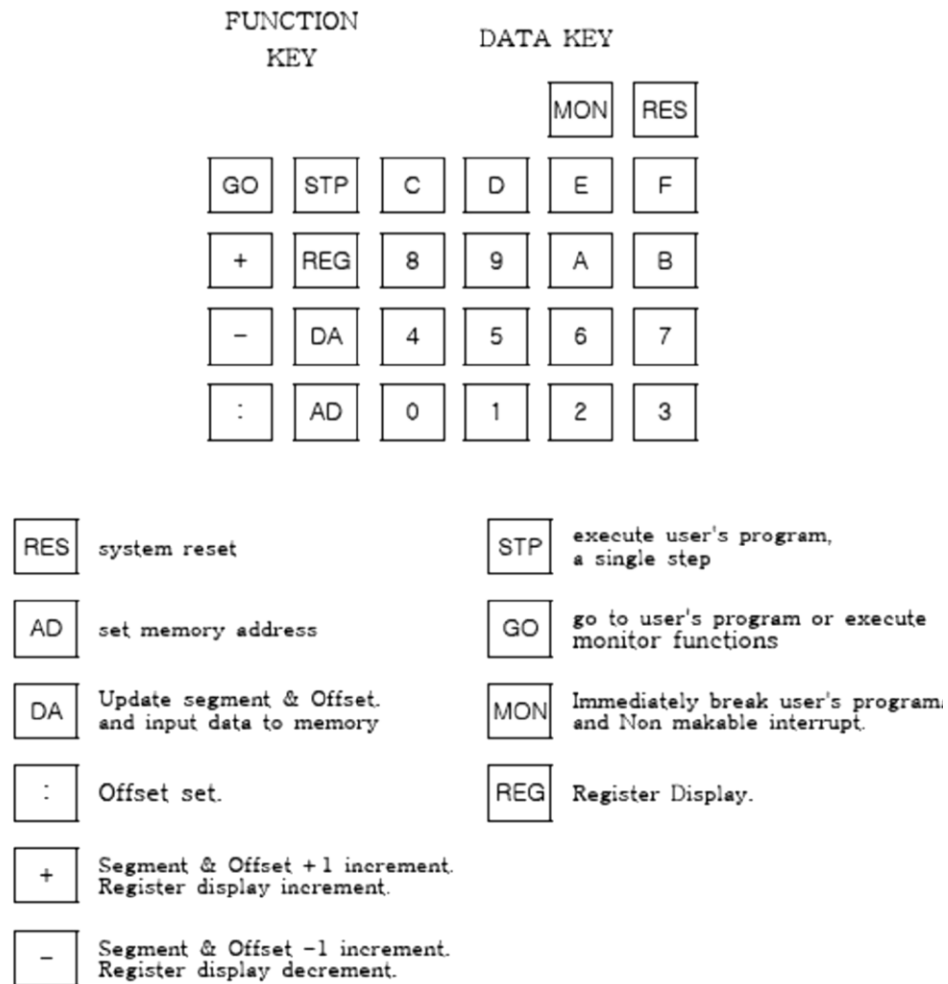 FUNCTION
KEY
DATA KEY
MON RES
GO STP C D E F
+ REG 8 9 A B
- DA 4 5 6 7
: AD 0 1 2 3
RES system reset
STP execute user's program,
a single step
AD set memory address
GO go to user's program or execute
monitor functions
DA Update segment & Offset.
and input data to memory
MON Immediately break user's program
and Non makable interrupt.
: Offset set.
REG Register Display.
+ Segment & Offset +1 increment.
Register display increment.
- Segment & Offset -1 increment.
Register display decrement.